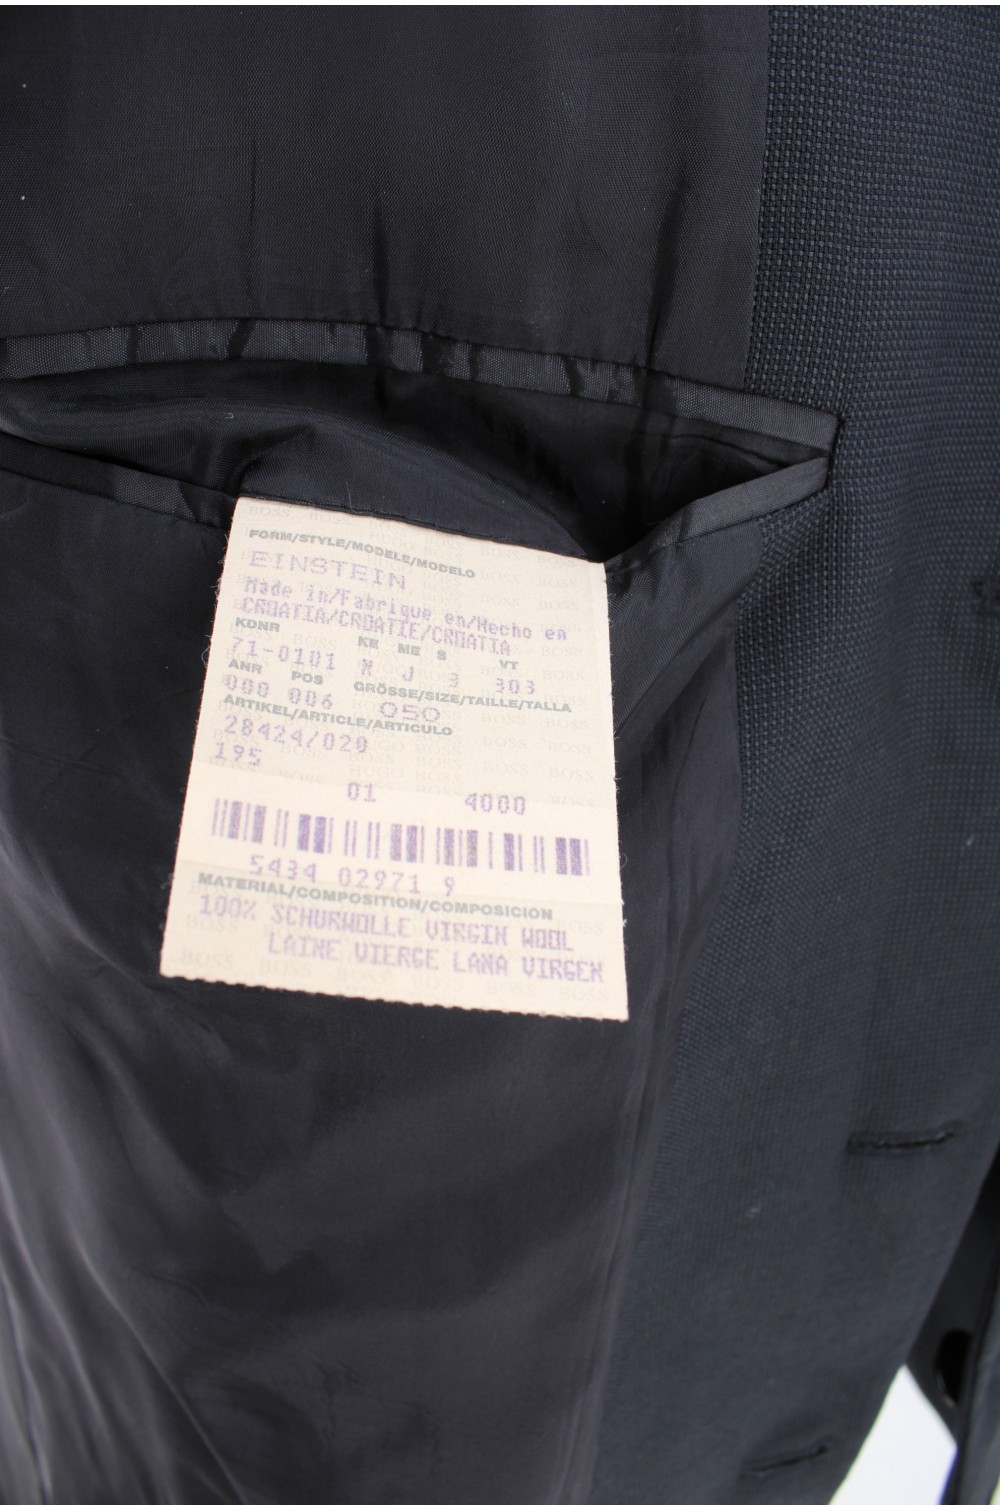 FORM/STYLE/MODELE/MODELO
EINSTEIN
Made in/Fabrique en/Hecho en
CROATIA/CROATIE/CROATIA
KDNR KE ME S VT
71-0101 N J 3 303
ANR POS GRÖSSE/SIZE/TAILLE/TALLA
000 006 050
ARTIKEL/ARTICLE/ARTICULO
28424/020
195
01 4000
5434 02971 9
MATERIAL/COMPOSITION/COMPOSICION
100% SCHURWOLLE VIRGIN WOOL
LAINE VIERGE LANA VIRGEN